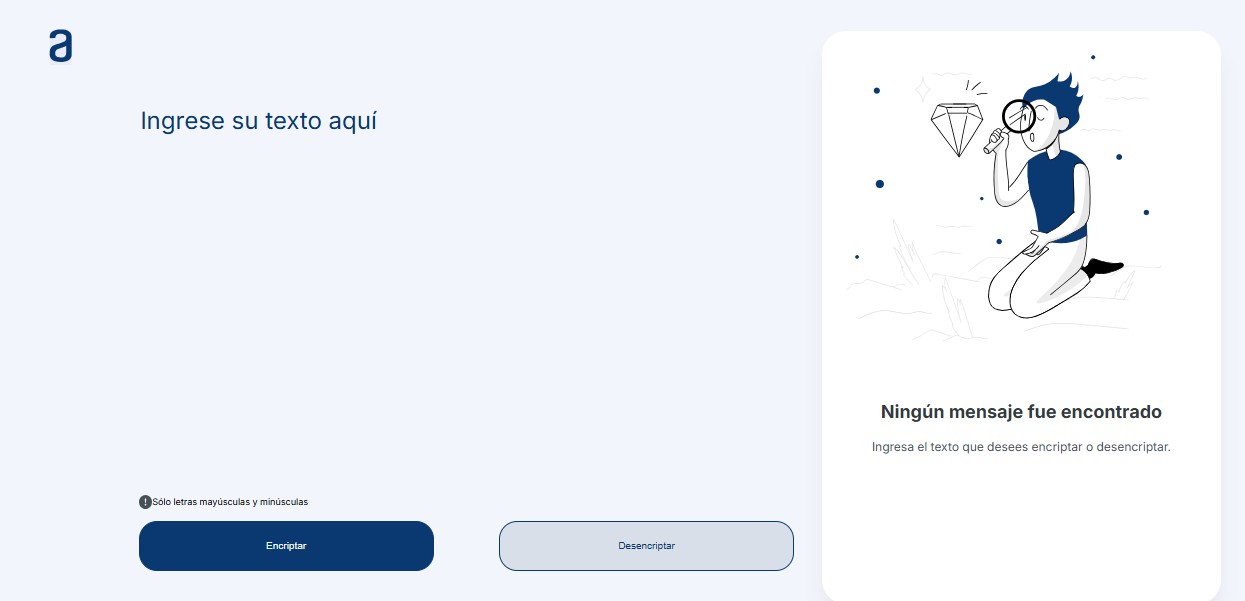 a
Ingrese su texto aquí
! Sólo letras mayúsculas y minúsculas
Encriptar
Desencriptar
Ningún mensaje fue encontrado
Ingresa el texto que desees encriptar o desencriptar.